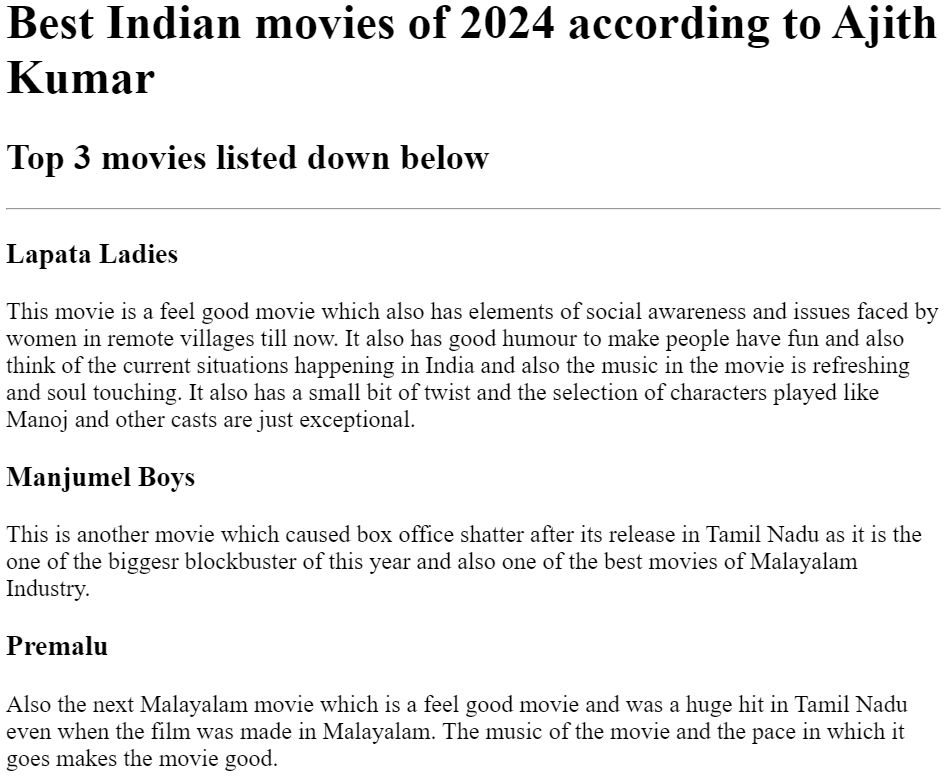 Best Indian movies of 2024 according to Ajith
Kumar
Top 3 movies listed down below
Lapata Ladies
This movie is a feel good movie which also has elements of social awareness and issues faced by
women in remote villages till now. It also has good humour to make people have fun and also
think of the current situations happening in India and also the music in the movie is refreshing
and soul touching. It also has a small bit of twist and the selection of characters played like
Manoj and other casts are just exceptional.
Manjumel Boys
This is another movie which caused box office shatter after its release in Tamil Nadu as it is the
one of the biggesr blockbuster of this year and also one of the best movies of Malayalam
Industry.
Premalu
Also the next Malayalam movie which is a feel good movie and was a huge hit in Tamil Nadu
even when the film was made in Malayalam. The music of the movie and the pace in which it
goes makes the movie good.